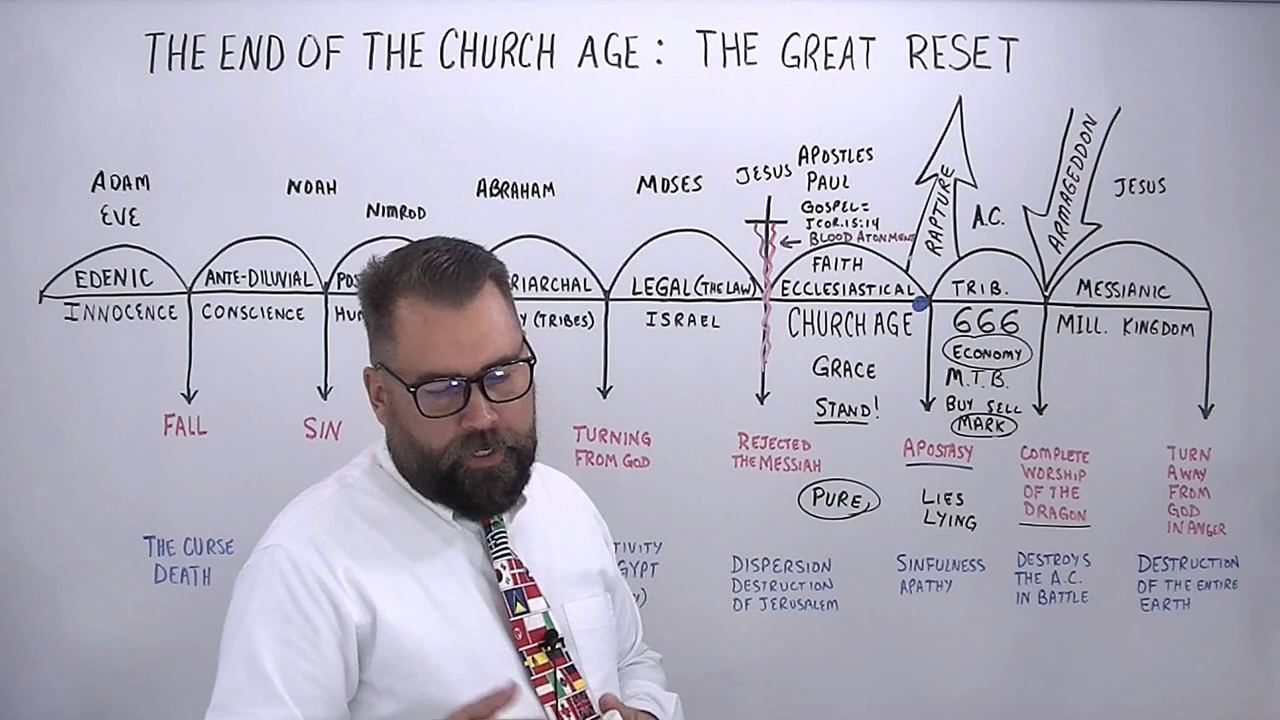 THE END OF THE CHURCH AGE: THE GREAT RESET
ADAM
EVE
NOAH
NIMROD
ABRAHAM
MOSES
JESUS
APOSTLES
PAUL
GOSPEL=
I COR.15:14
BLOOD ATONMENT
FAITH
RAPTURE
A.C.
ARMAGEDDON
JESUS
EDENIC
ANTE-DILUVIAL
LEGAL (THE LAW)
ECCLESIASTICAL
TRIB.
MESSIANIC
INNOCENCE
CONSCIENCE
(TRIBES)
ISRAEL
CHURCH AGE
GRACE
STAND!
666
ECONOMY
M.T.B.
BUY SELL
MARK
MILL. KINGDOM
FALL
SIN
TURNING
FROM GOD
REJECTED
THE MESSIAH
PURE,
APOSTASY
LIES
LYING
COMPLETE
WORSHIP
OF THE
DRAGON
TURN
AWAY
FROM
GOD
IN ANGER
THE CURSE
DEATH
DISPERSION
DESTRUCTION
OF JERUSALEM
SINFULNESS
APATHY
DESTROYS
THE A.C.
IN BATTLE
DESTRUCTION
OF THE ENTIRE
EARTH